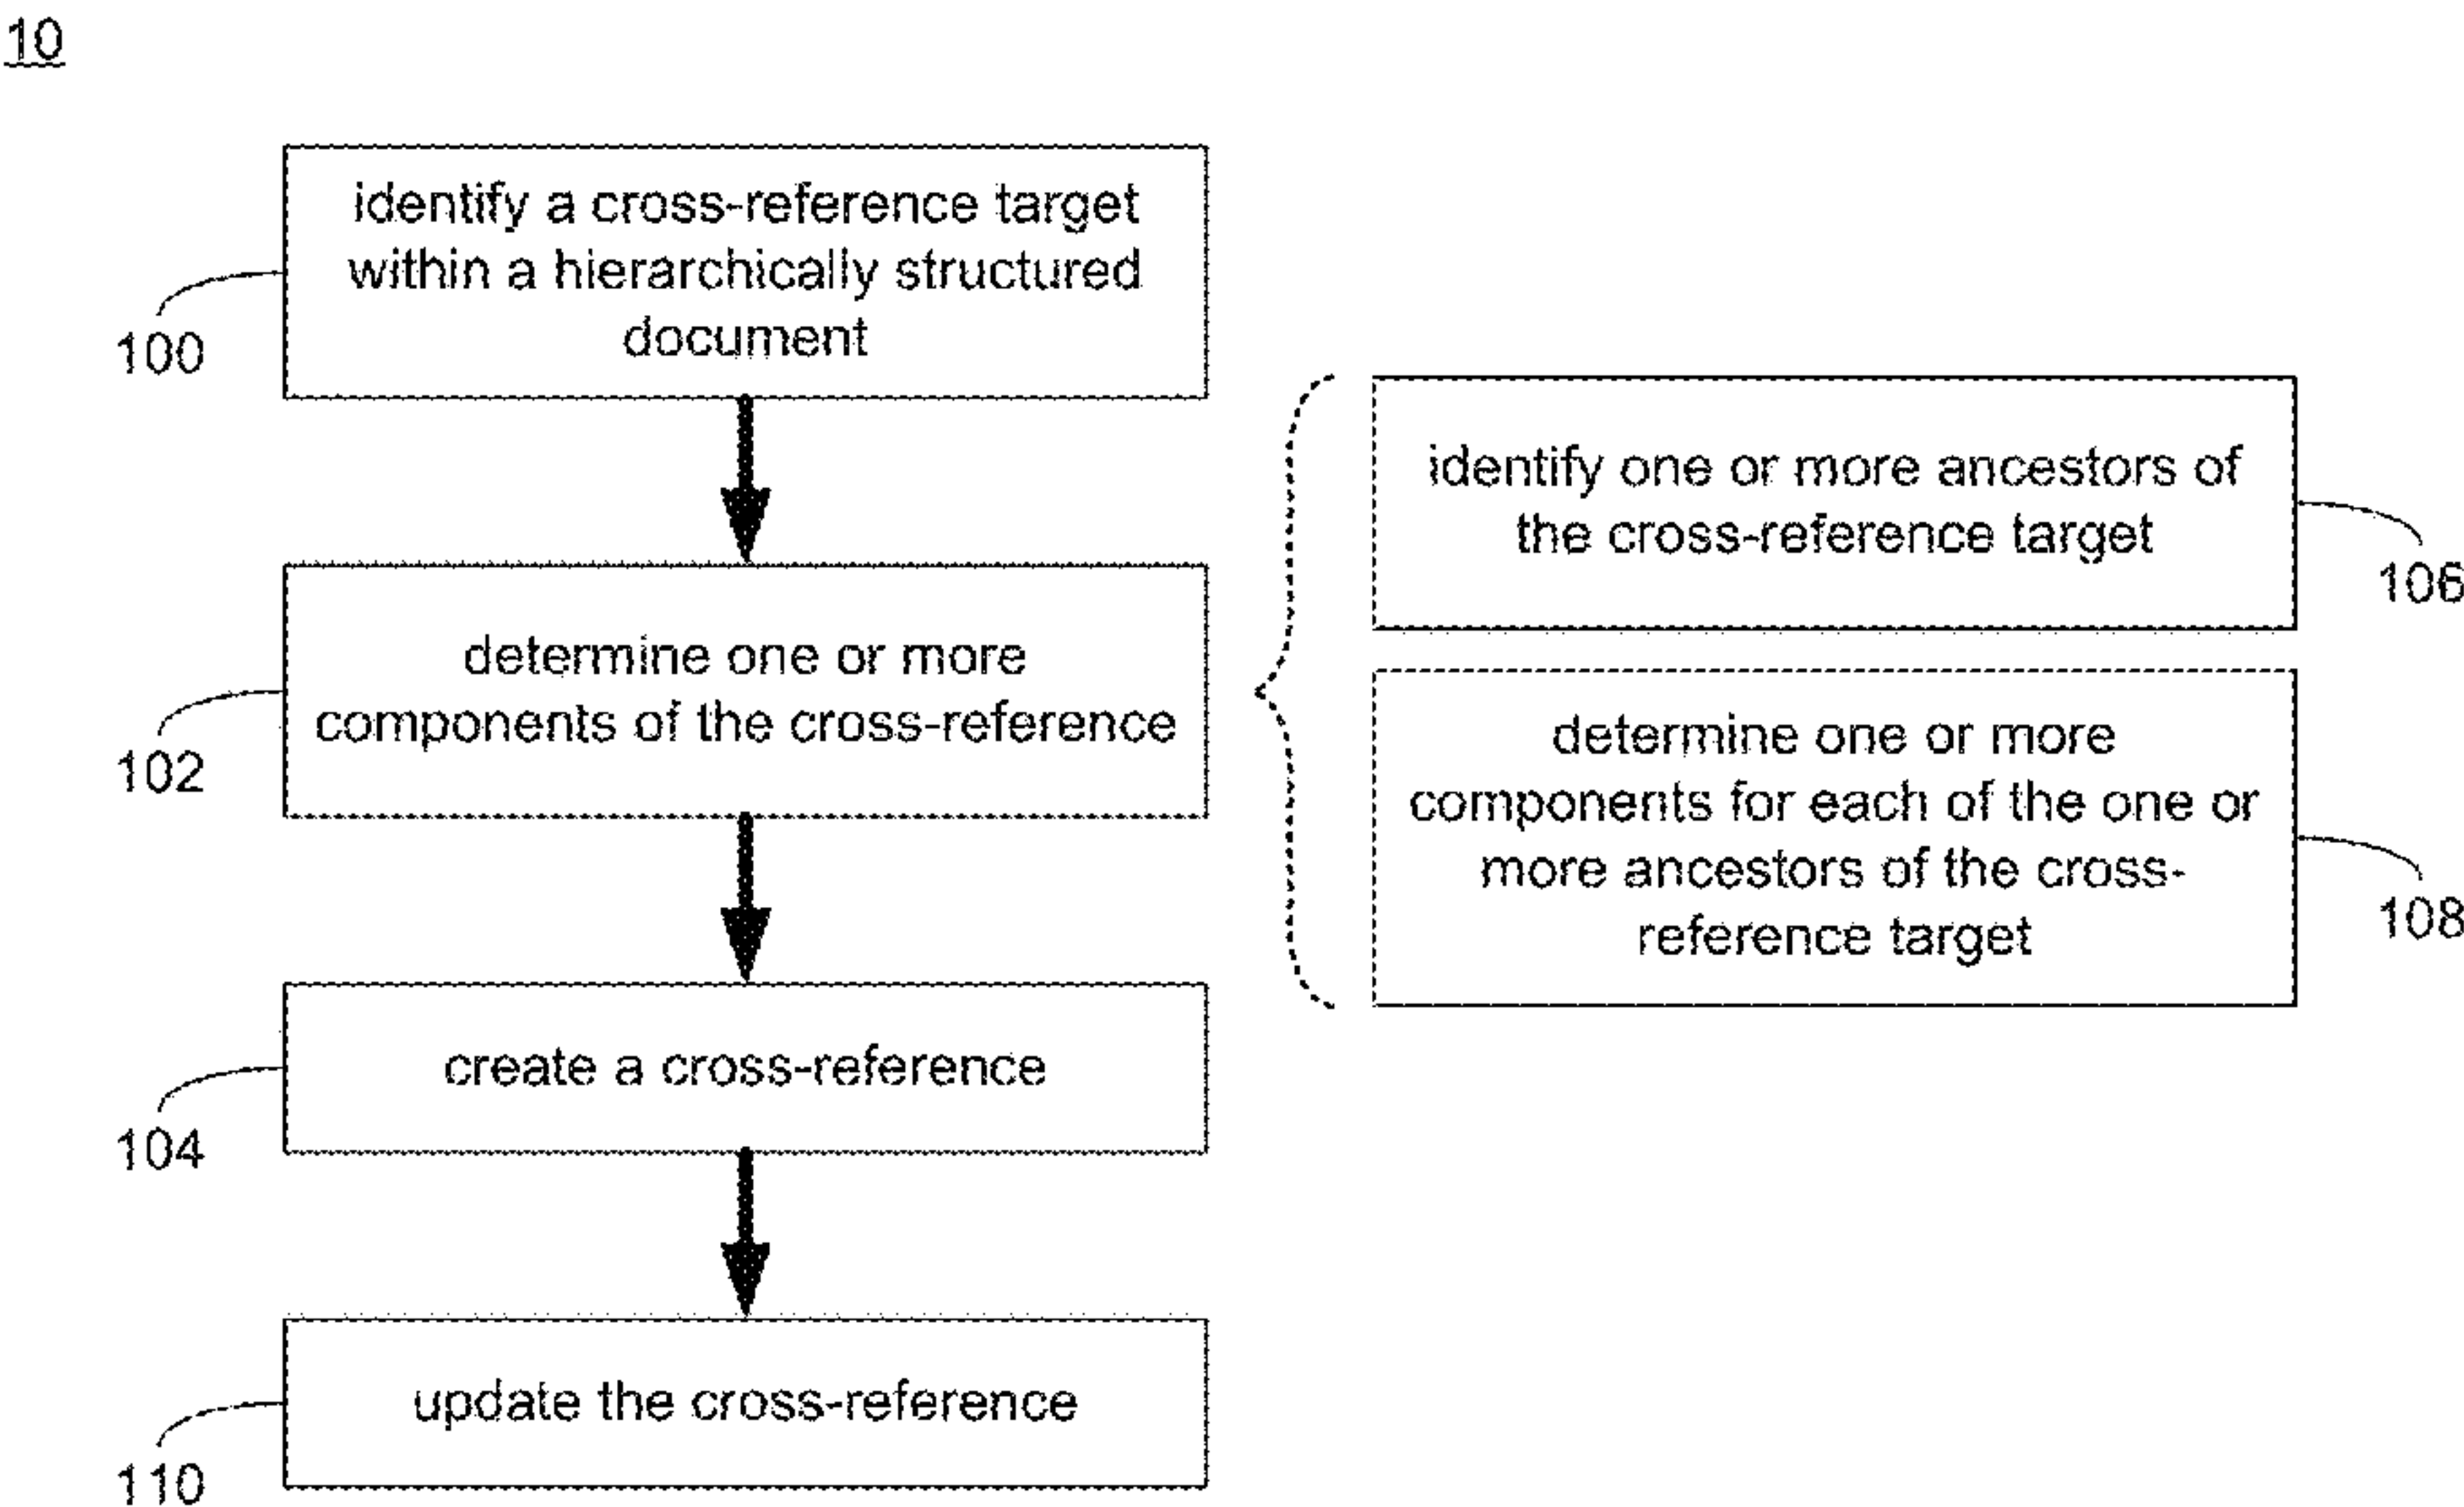 10
identify a cross-reference target
within a hierarchically structured
document
100
determine one or more
components of the cross-reference
102
create a cross-reference
104
update the cross-reference
110
identify one or more ancestors of
the cross-reference target
106
determine one or more
components for each of the one or
more ancestors of the cross-
reference target
108